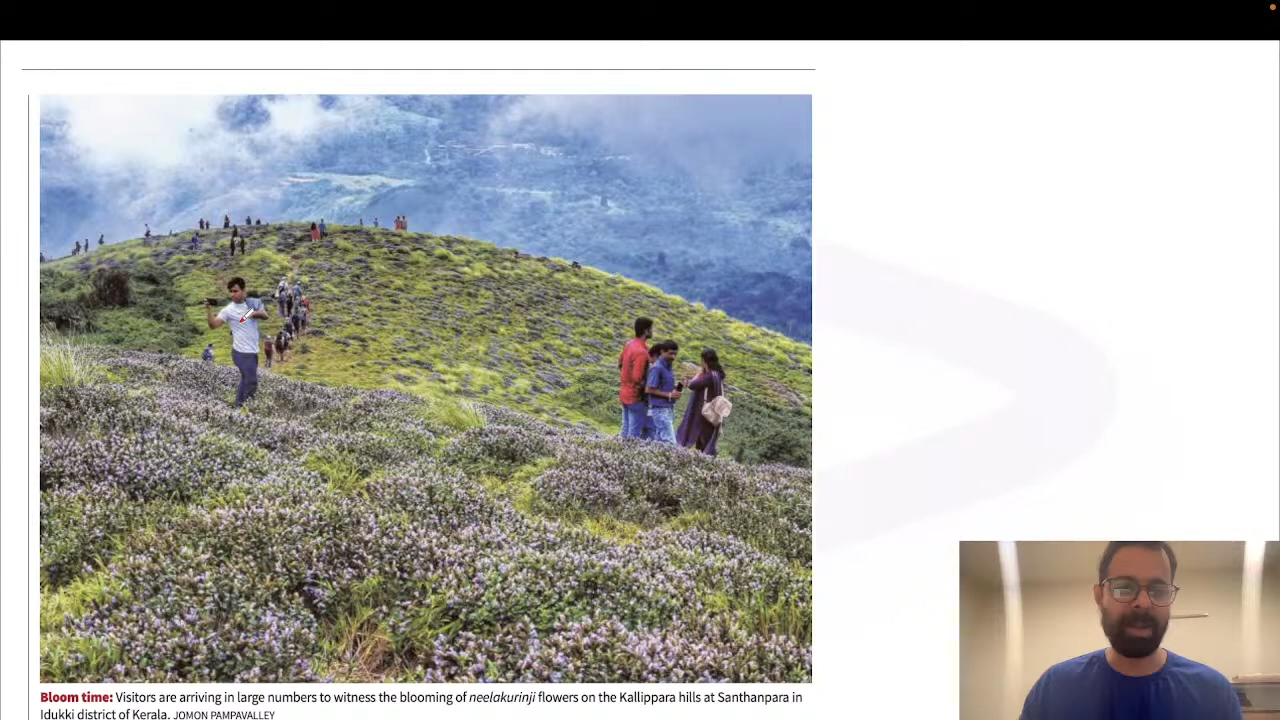 Bloom time: Visitors are arriving in large numbers to witness the blooming of neelakurinji flowers on the Kallippara hills at Santhanpara in
Idukki district of Kerala. JOMON PAMPAVALLEY